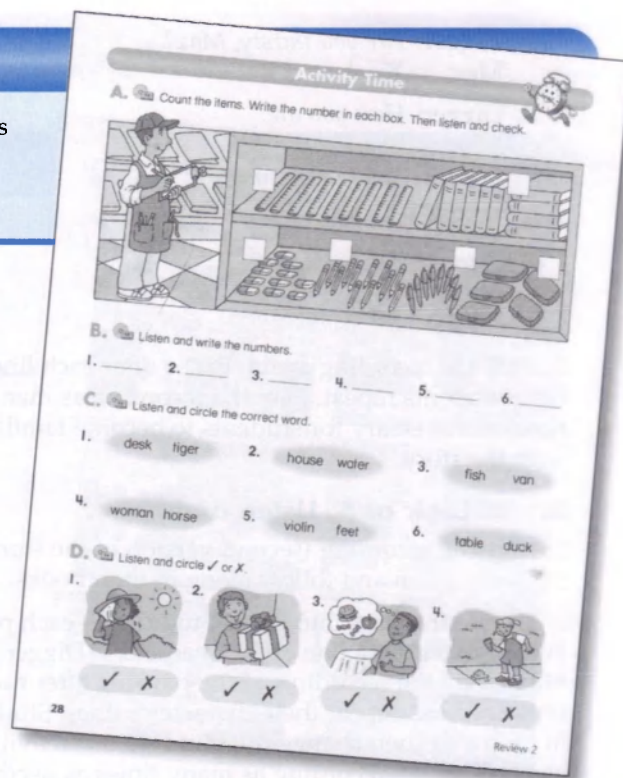 Activity Time
A. Count the items. Write the number in each box. Then listen and check.
B. Listen and write the numbers.
1. 2. 3. 4. 5. 6.
C. Listen and circle the correct word.
1. desk tiger 2. house water 3. fish van
4. woman horse 5. violin feet 6. table duck
D. Listen and circle ✓ or ✗.
1. 2. 3. 4.
✓ ✗ ✓ ✗ ✓ ✗ ✓ ✗
28 Review 2